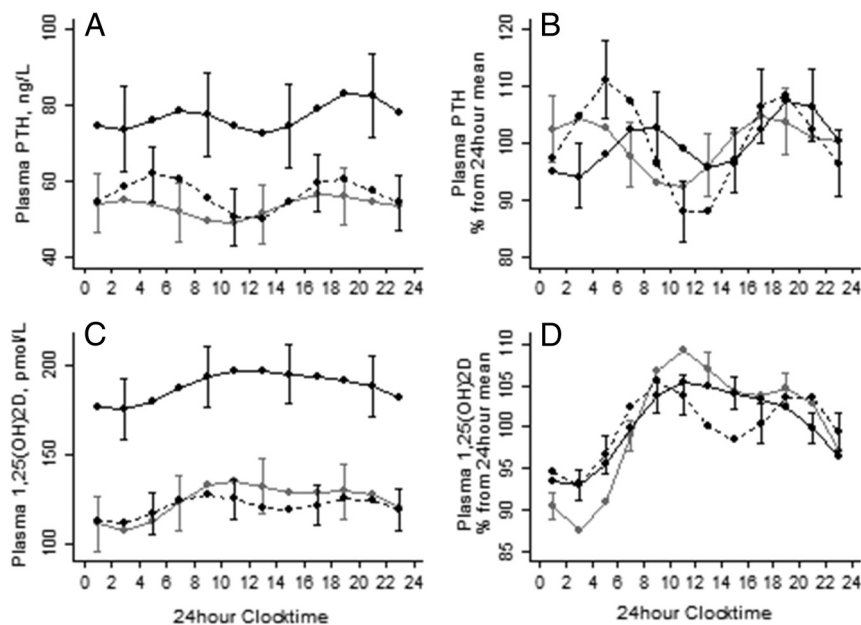 A
Plasma PTH, ng/L
100
80
60
40
0 2 4 6 8 10 12 14 16 18 20 22 24
B
Plasma PTH
% from 24hour mean
120
110
100
90
80
0 2 4 6 8 10 12 14 16 18 20 22 24
C
Plasma 1,25(OH)2D, pmol/L
200
150
100
0 2 4 6 8 10 12 14 16 18 20 22 24
24hour Clocktime
D
Plasma 1,25(OH)2D
% from 24hour mean
110
105
100
95
90
85
0 2 4 6 8 10 12 14 16 18 20 22 24
24hour Clocktime